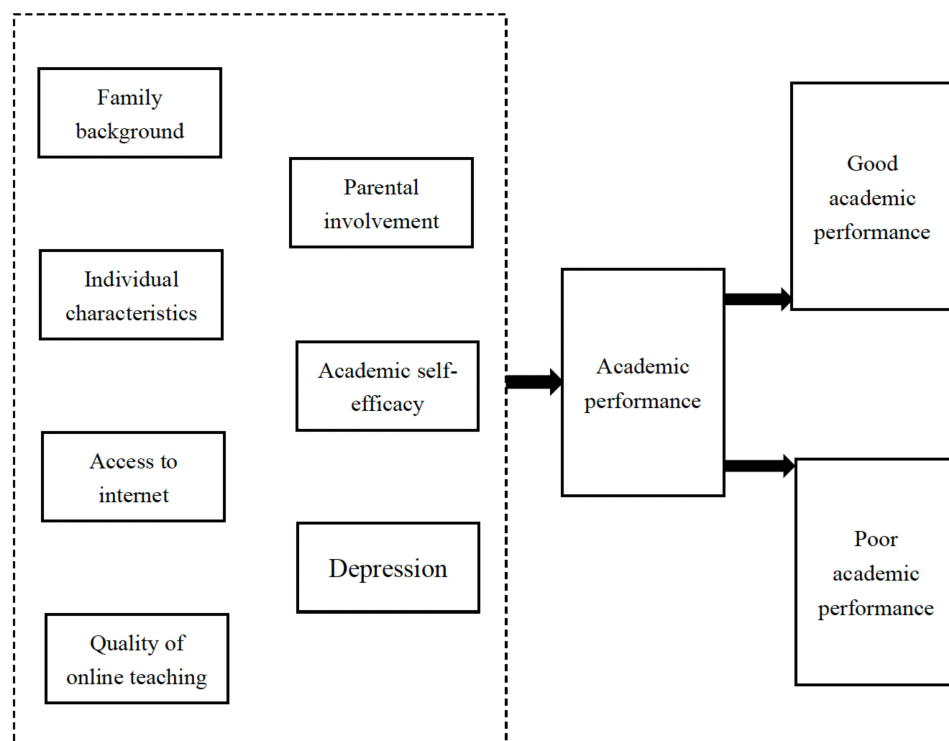 Family
background
Individual
characteristics
Access to
internet
Quality of
online teaching
Parental
involvement
Academic self-
efficacy
Depression
Academic
performance
Good
academic
performance
Poor
academic
performance